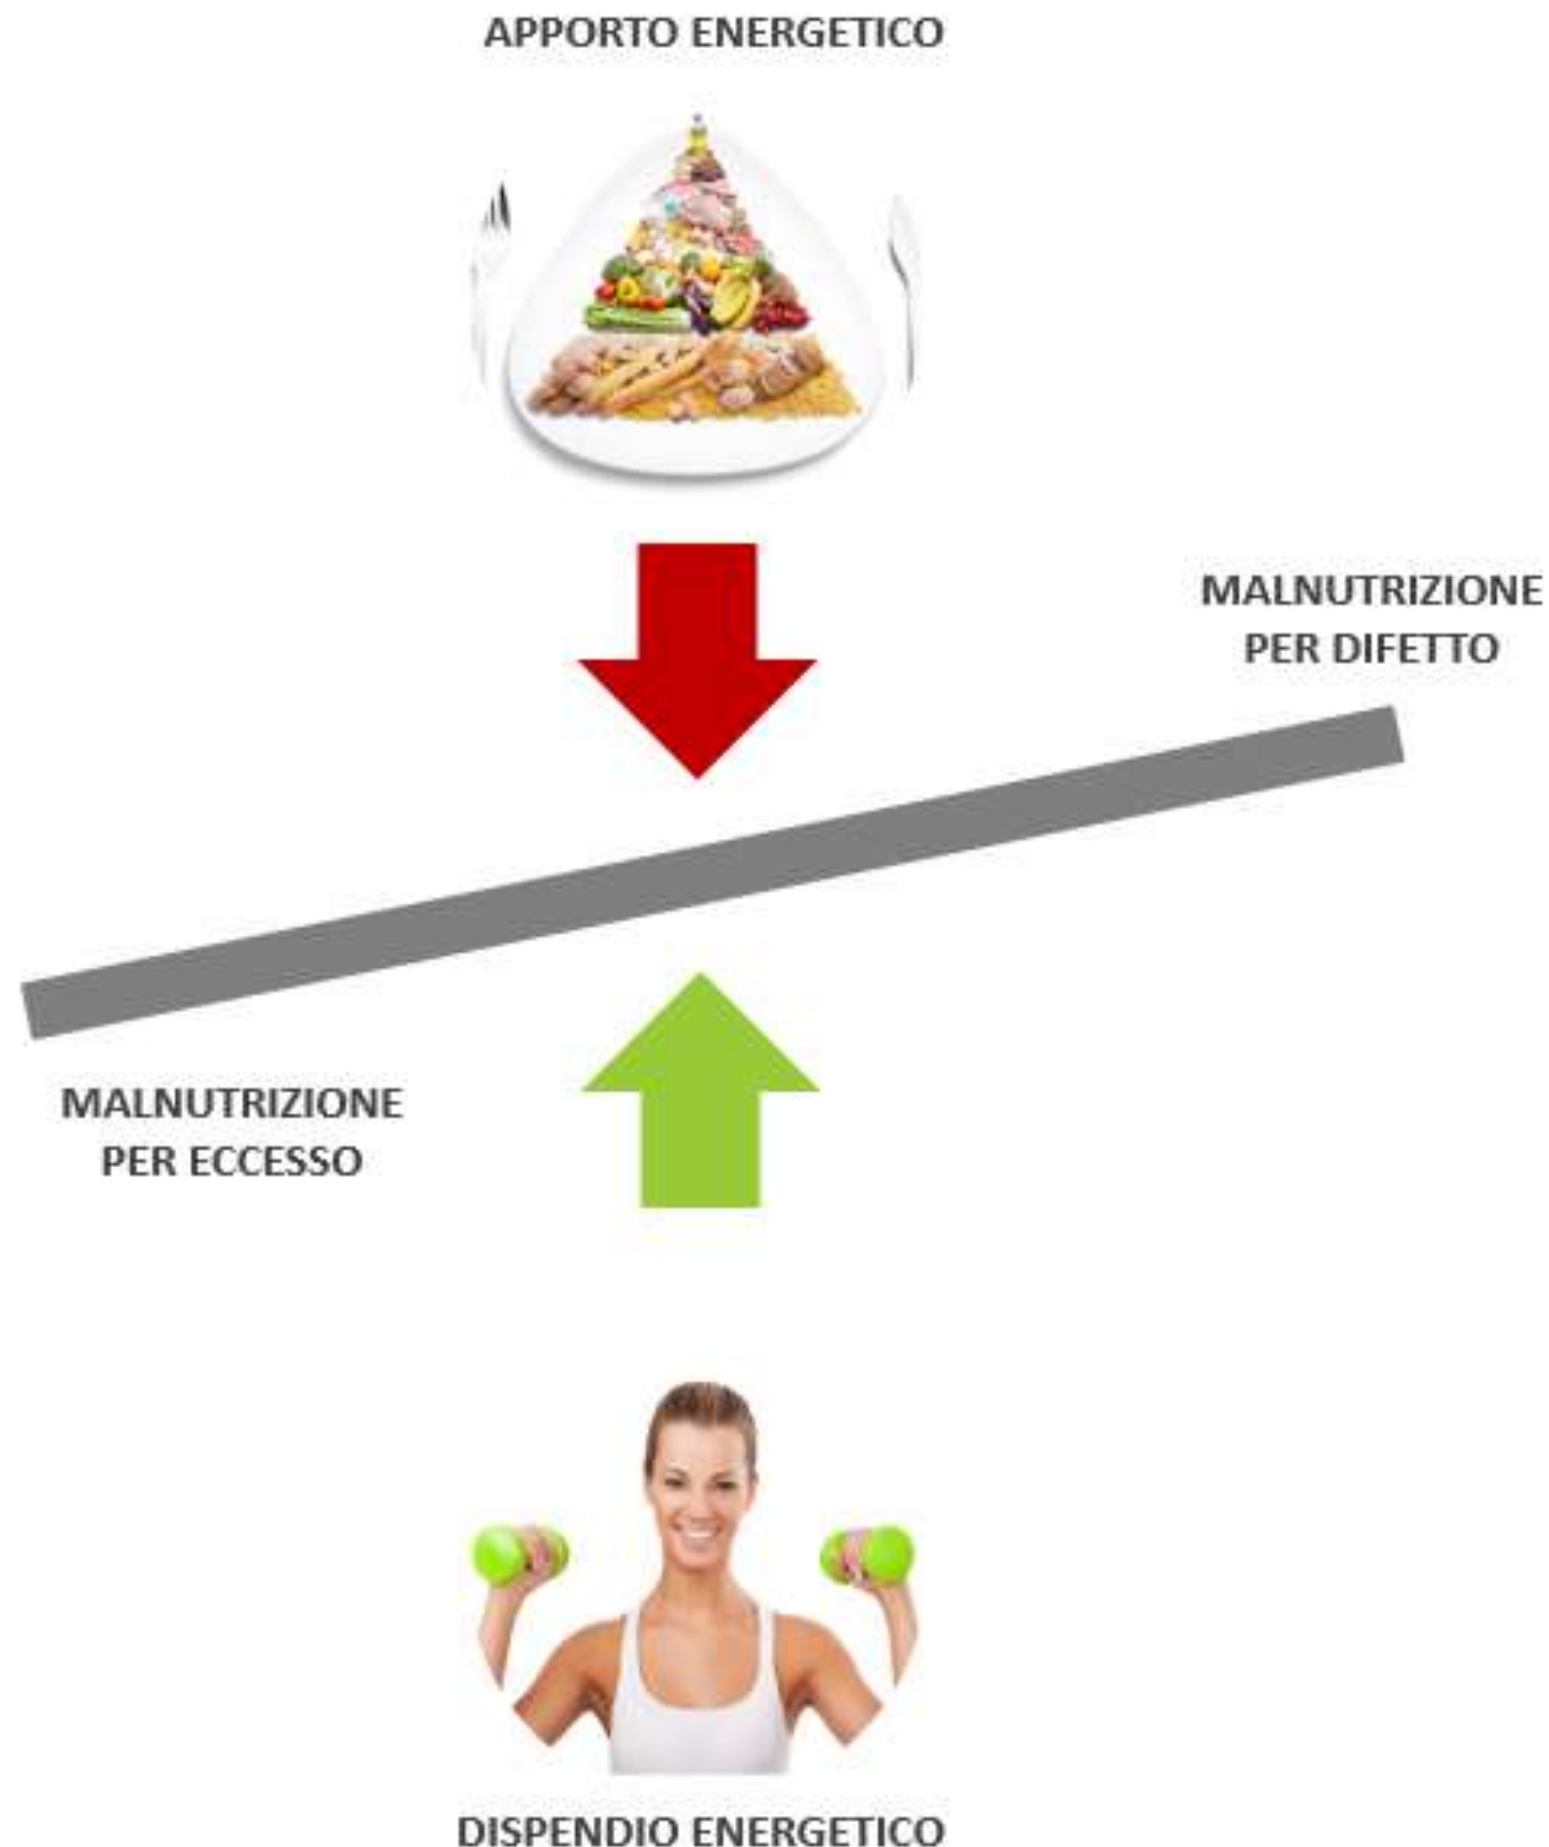 APPORTO ENERGETICO
MALNUTRIZIONE
PER DIFETTO
MALNUTRIZIONE
PER ECCESSO
DISPENDIO ENERGETICO